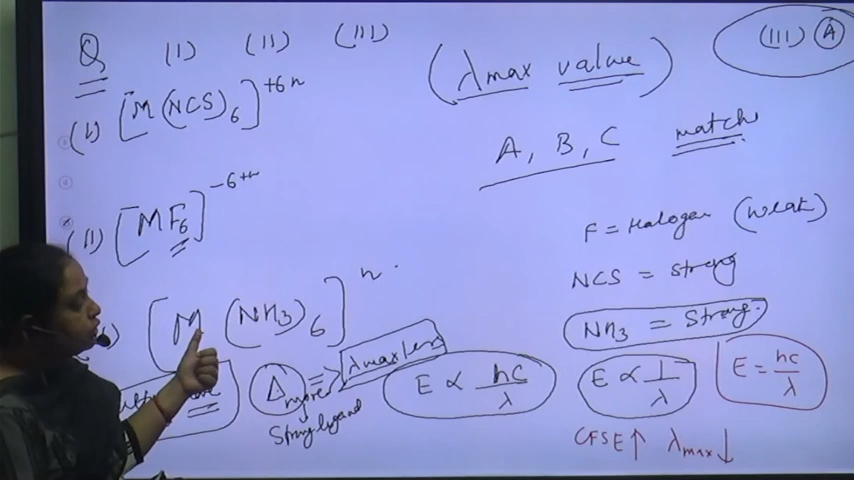 Q (I) (II) (III)
(I) [M(NCS)6]+6n
(λmax value)
(III) A
A, B, C match
(II) [MF6]-6+n
F = Halogen (Weak)
NCS = Strong
[M(NH3)6]n
NH3 = Strong
Δ more => λmax less
Strong ligand
E ∝ hc/λ
E ∝ 1/λ
E = hc/λ
CFSE↑ λmax↓